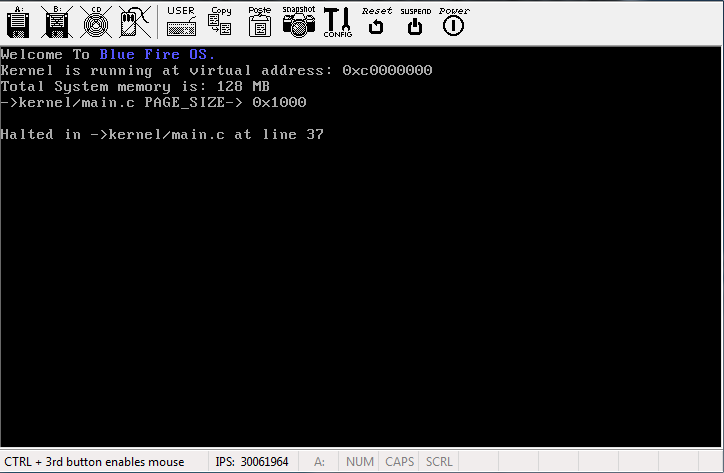 A: B: CD USER Copy Paste snapshot CONFIG Reset SUSPEND Power
Welcome To Blue Fire OS.
Kernel is running at virtual address: 0xc0000000
Total System memory is: 128 MB
->kernel/main.c PAGE_SIZE-> 0x1000
Halted in ->kernel/main.c at line 37
CTRL + 3rd button enables mouse IPS: 30061964 A: NUM CAPS SCRL